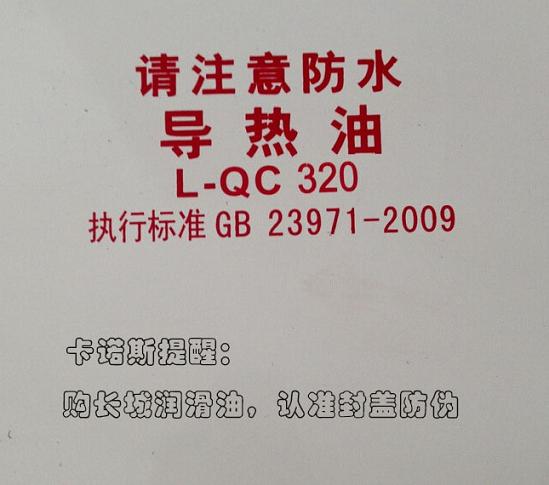 请注意防水
导热油
L-QC 320
执行标准 GB 23971-2009
卡诺斯提醒：
购长城润滑油，认准封盖防伪